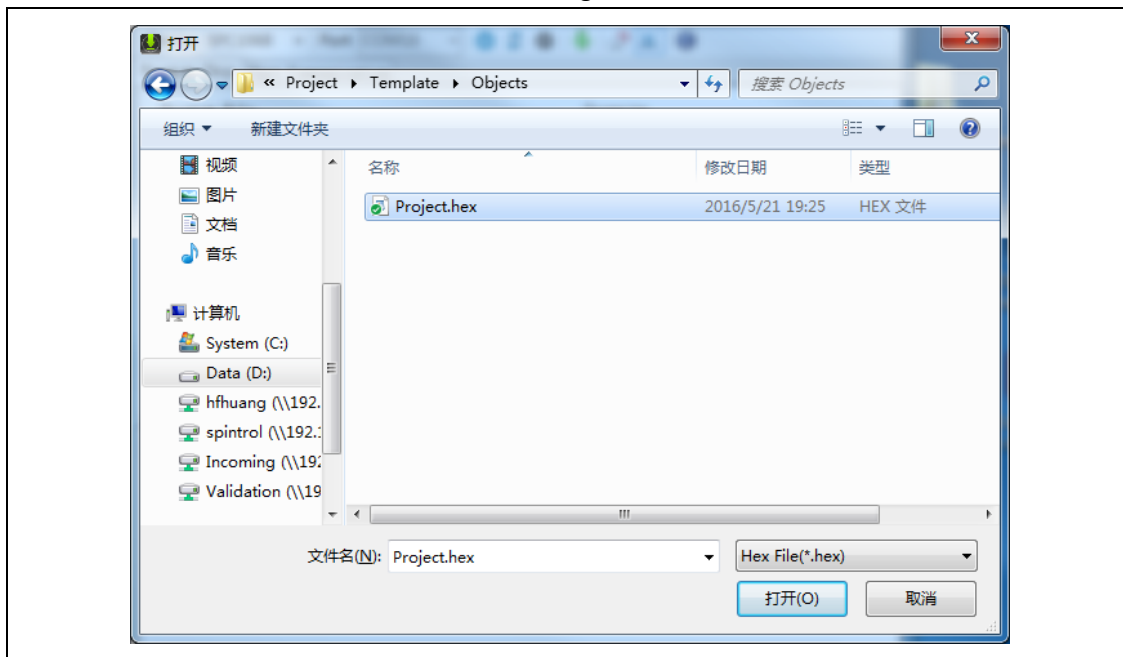 打开
« Project ▸ Template ▸ Objects
搜索 Objects
组织 新建文件夹
视频
图片
文档
音乐
计算机
System (C:)
Data (D:)
hfhuang (\\192.
spintrol (\\192.
Incoming (\\192
Validation (\\19
名称 修改日期 类型
Project.hex 2016/5/21 19:25 HEX 文件
文件名(N): Project.hex Hex File(*.hex)
打开(O) 取消